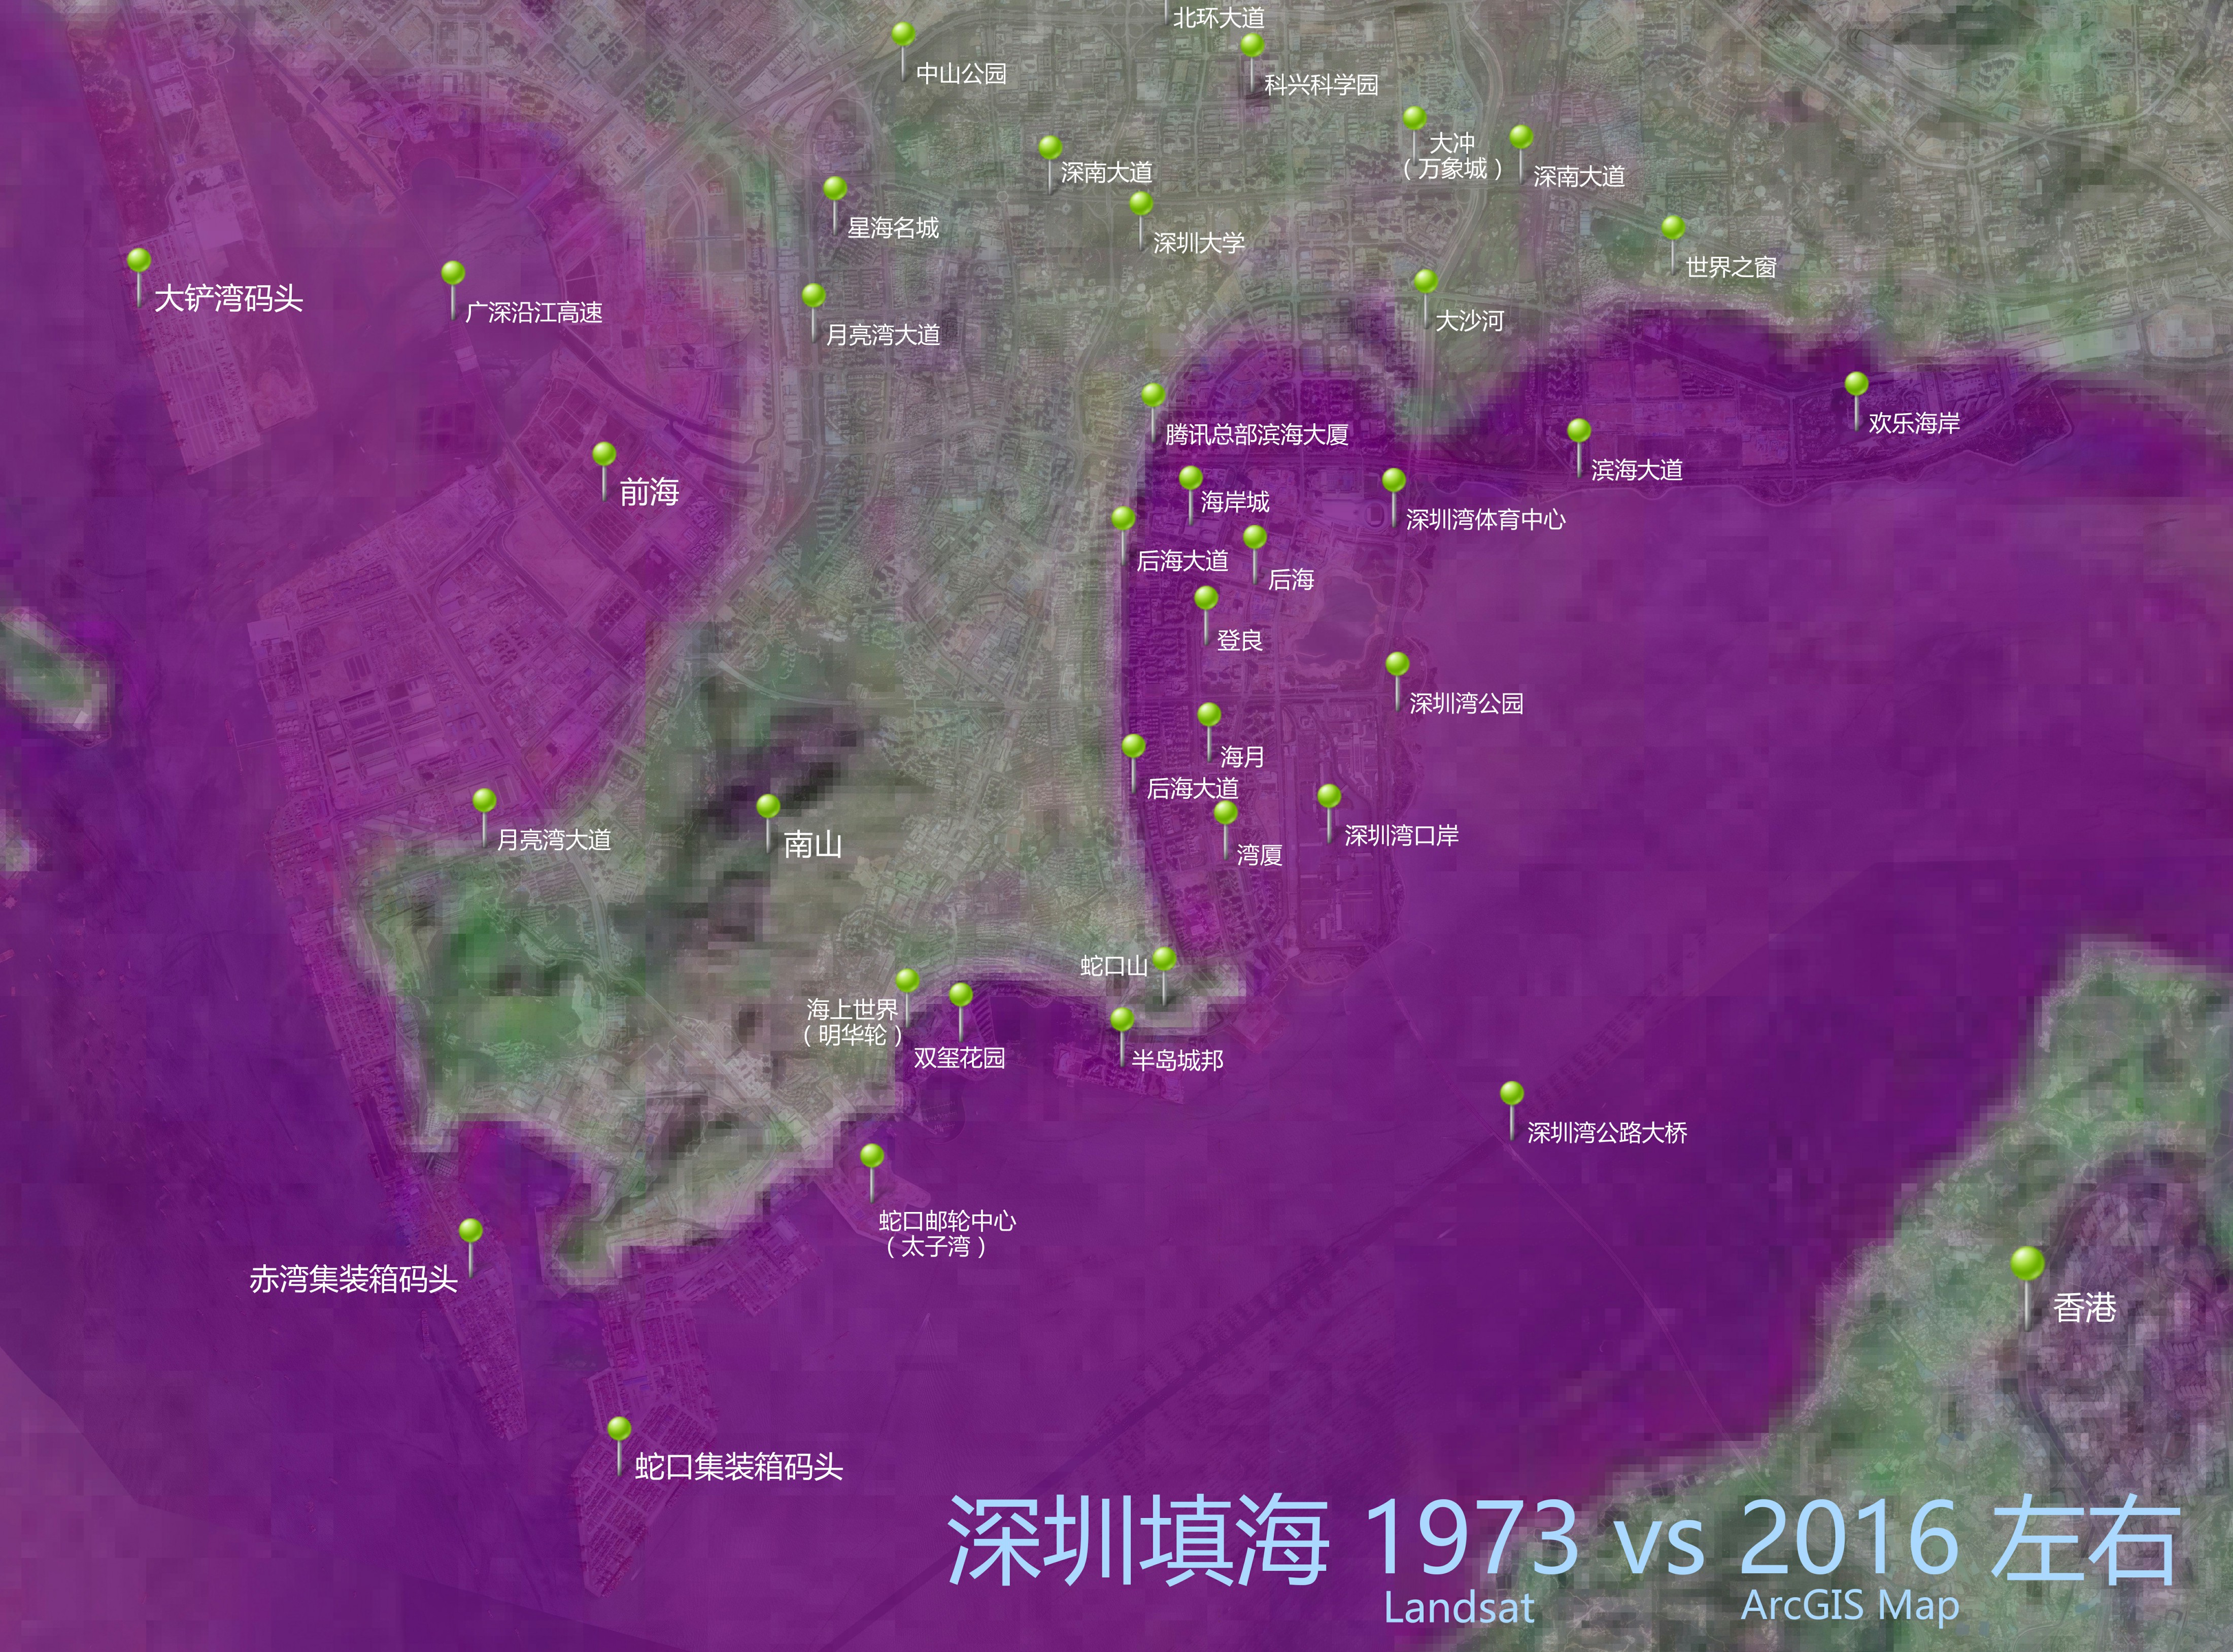 北环大道
中山公园
科兴科学园
大冲
（万象城）
深南大道
深南大道
星海名城
深圳大学
世界之窗
大铲湾码头
广深沿江高速
月亮湾大道
大沙河
欢乐海岸
腾讯总部滨海大厦
滨海大道
前海
海岸城
深圳湾体育中心
后海大道
后海
登良
深圳湾公园
海月
后海大道
月亮湾大道
南山
湾厦
深圳湾口岸
蛇口山
海上世界
（明华轮）
双玺花园
半岛城邦
深圳湾公路大桥
蛇口邮轮中心
（太子湾）
赤湾集装箱码头
香港
蛇口集装箱码头
深圳填海 1973 vs 2016 左右
Landsat ArcGIS Map